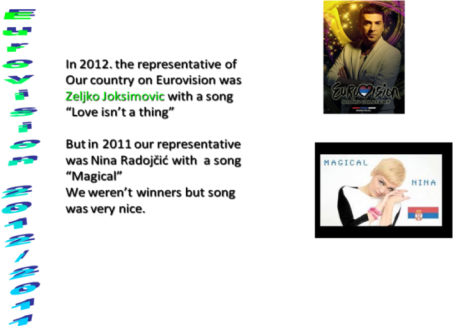 Eurovision 2012/2011
In 2012. the representative of
Our country on Eurovision was
Zeljko Joksimovic with a song
“Love isn’t a thing”
But in 2011 our representative
was Nina Radojčić with a song
“Magical”
We weren’t winners but song
was very nice.
EUROVISION
MAGICAL
NINA